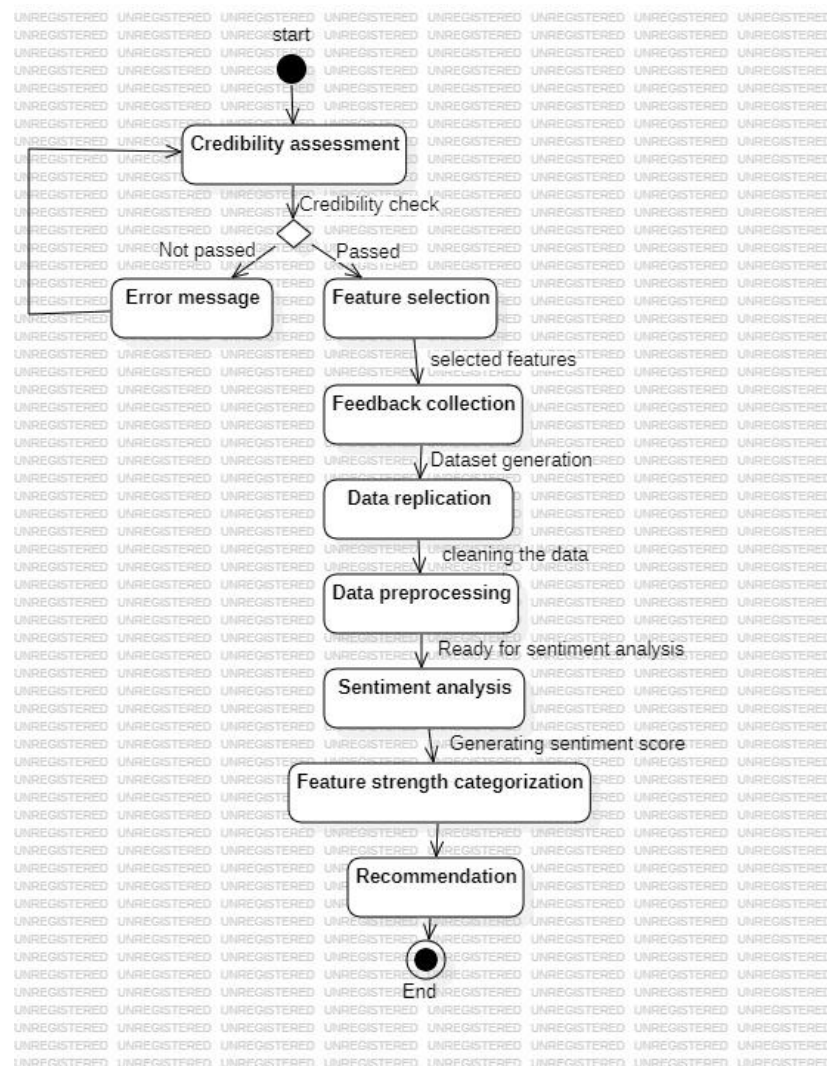 start
Credibility assessment
Credibility check
Not passed
Passed
Error message
Feature selection
selected features
Feedback collection
Dataset generation
Data replication
cleaning the data
Data preprocessing
Ready for sentiment analysis
Sentiment analysis
Generating sentiment score
Feature strength categorization
Recommendation
End